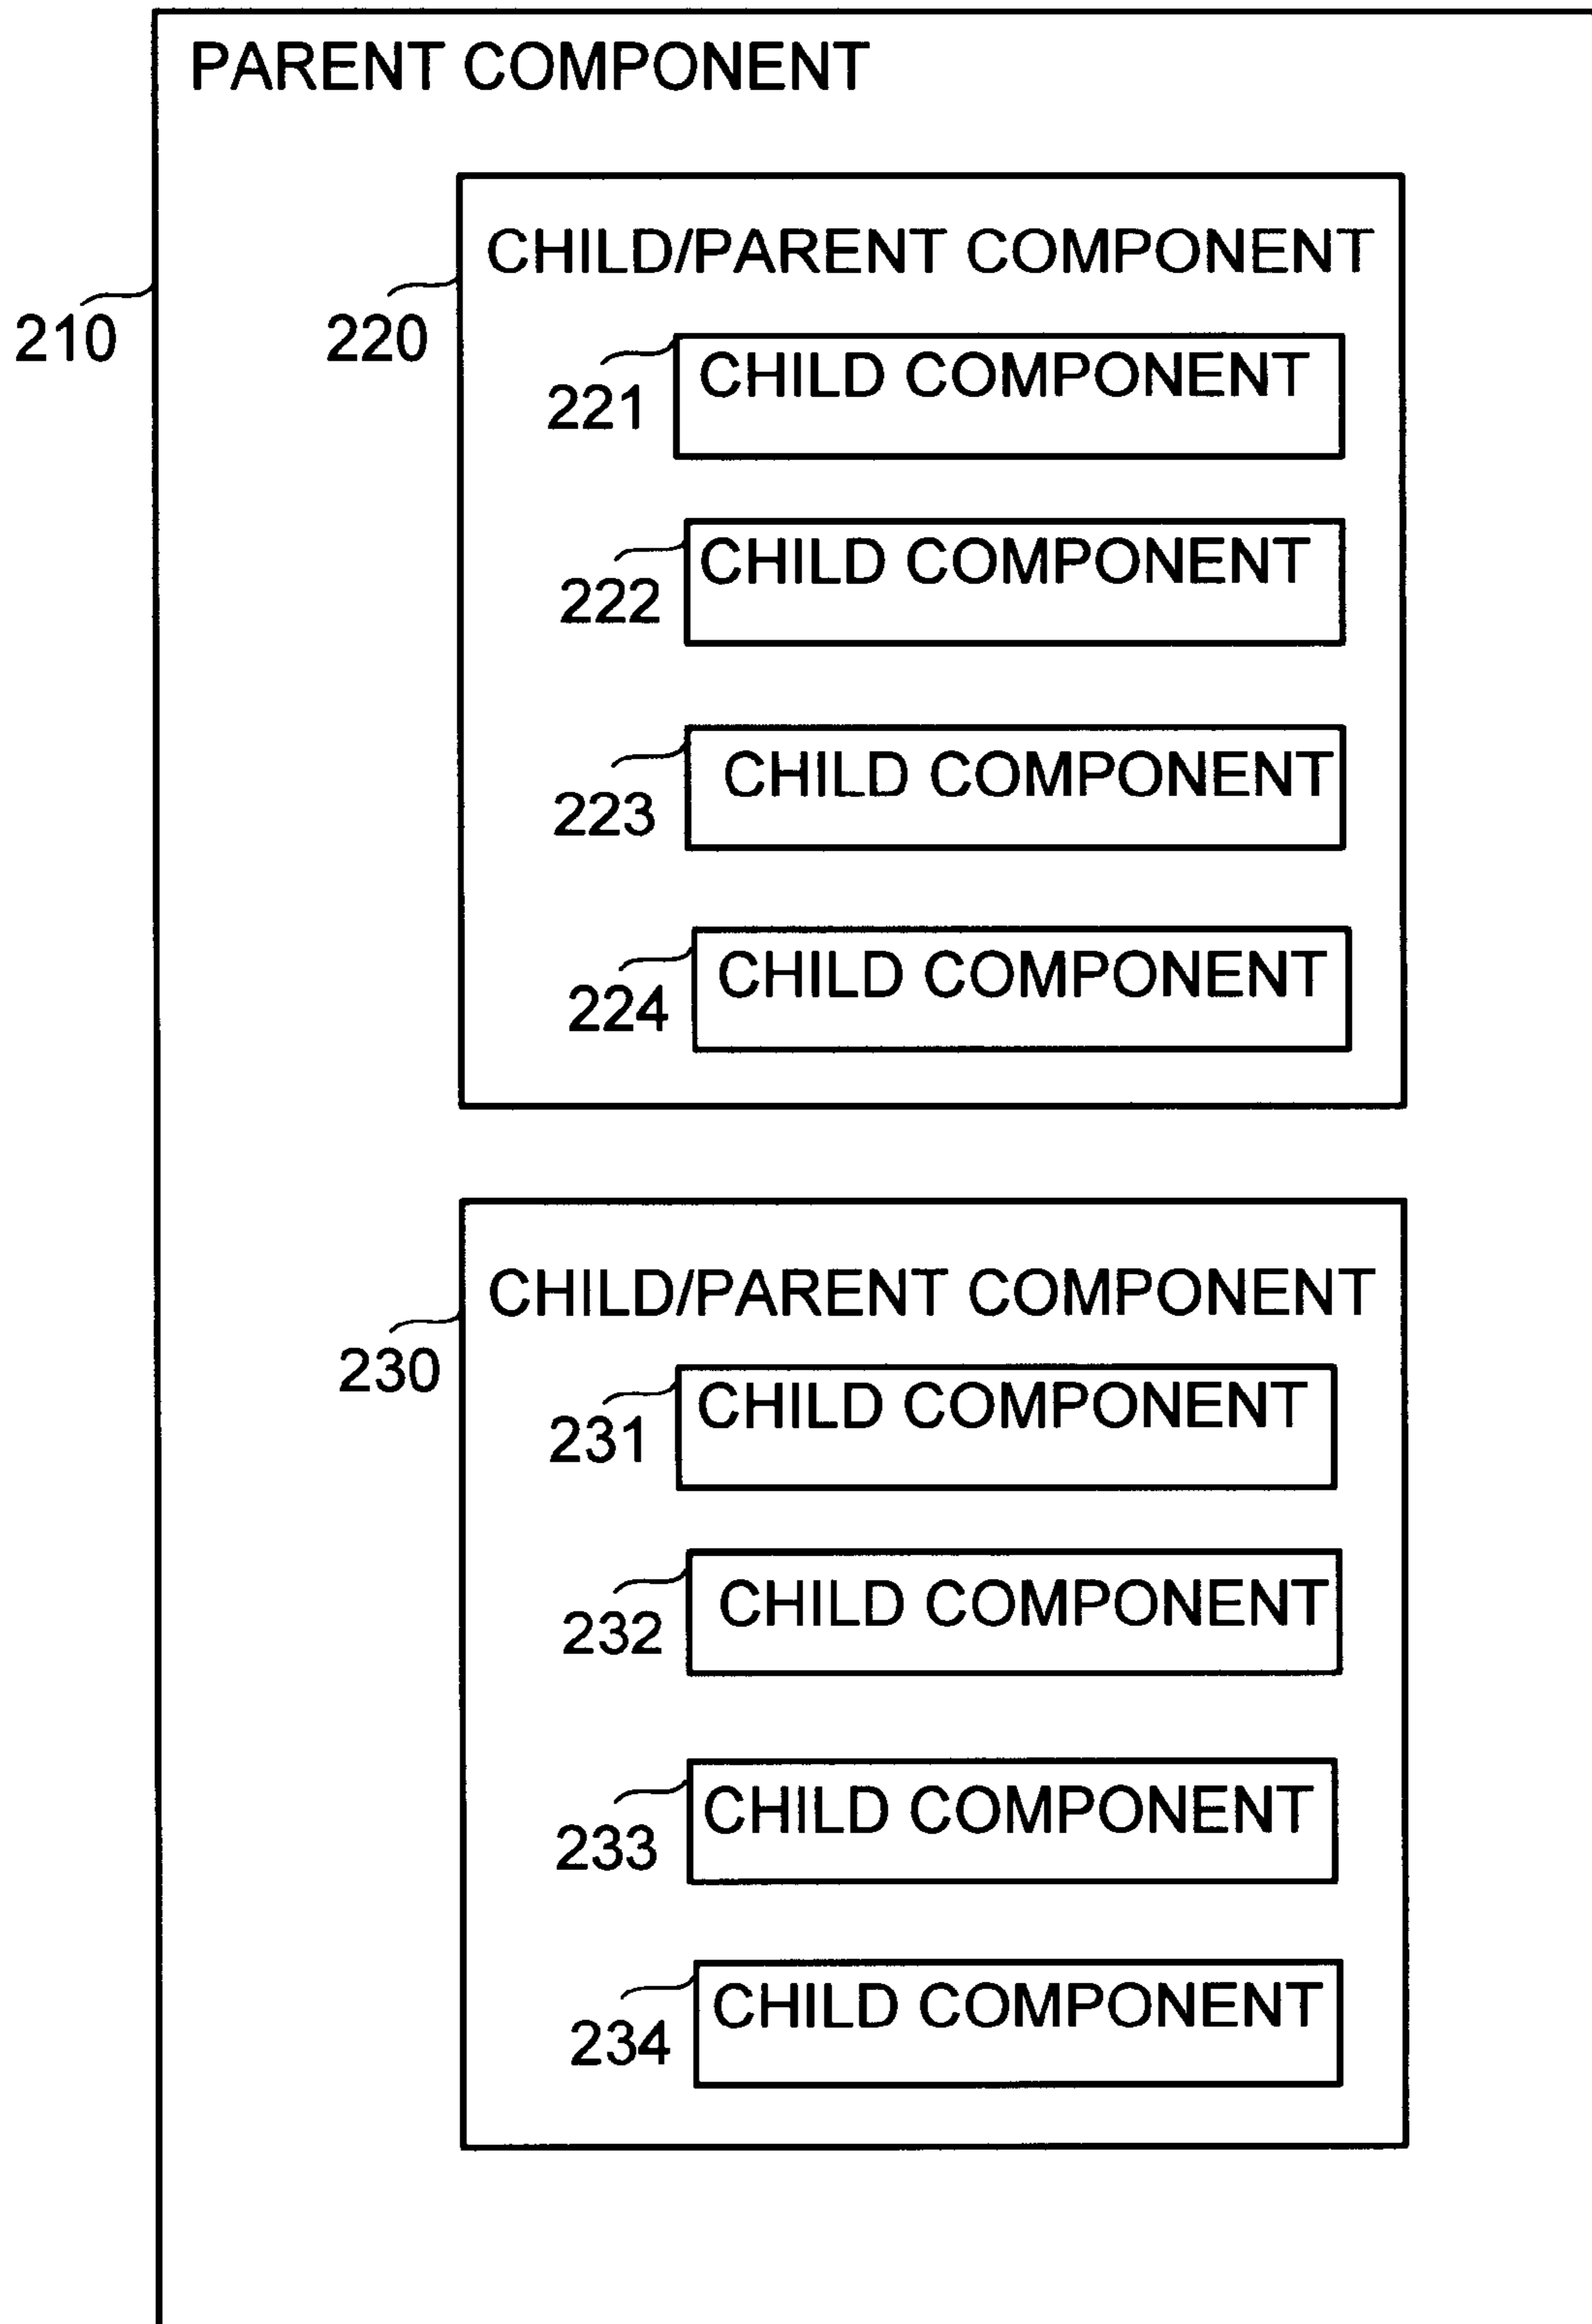 PARENT COMPONENT
CHILD/PARENT COMPONENT
210
220
CHILD COMPONENT
221
CHILD COMPONENT
222
CHILD COMPONENT
223
CHILD COMPONENT
224
CHILD/PARENT COMPONENT
230
CHILD COMPONENT
231
CHILD COMPONENT
232
CHILD COMPONENT
233
CHILD COMPONENT
234